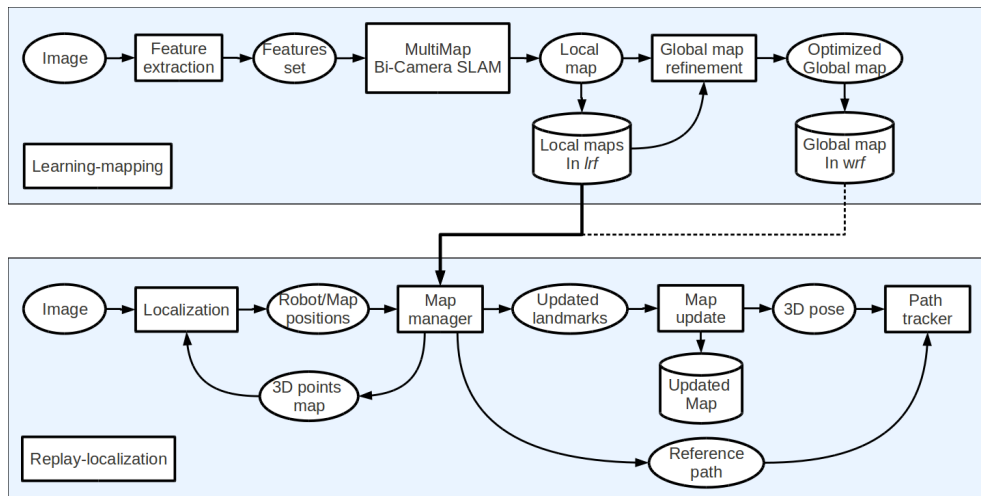 Image
Feature
extraction
Features
set
MultiMap
Bi-Camera SLAM
Local
map
Global map
refinement
Optimized
Global map
Local maps
In lrf
Global map
In wrf
Learning-mapping
Image
Localization
Robot/Map
positions
Map
manager
Updated
landmarks
Map
update
3D pose
Path
tracker
3D points
map
Updated
Map
Reference
path
Replay-localization